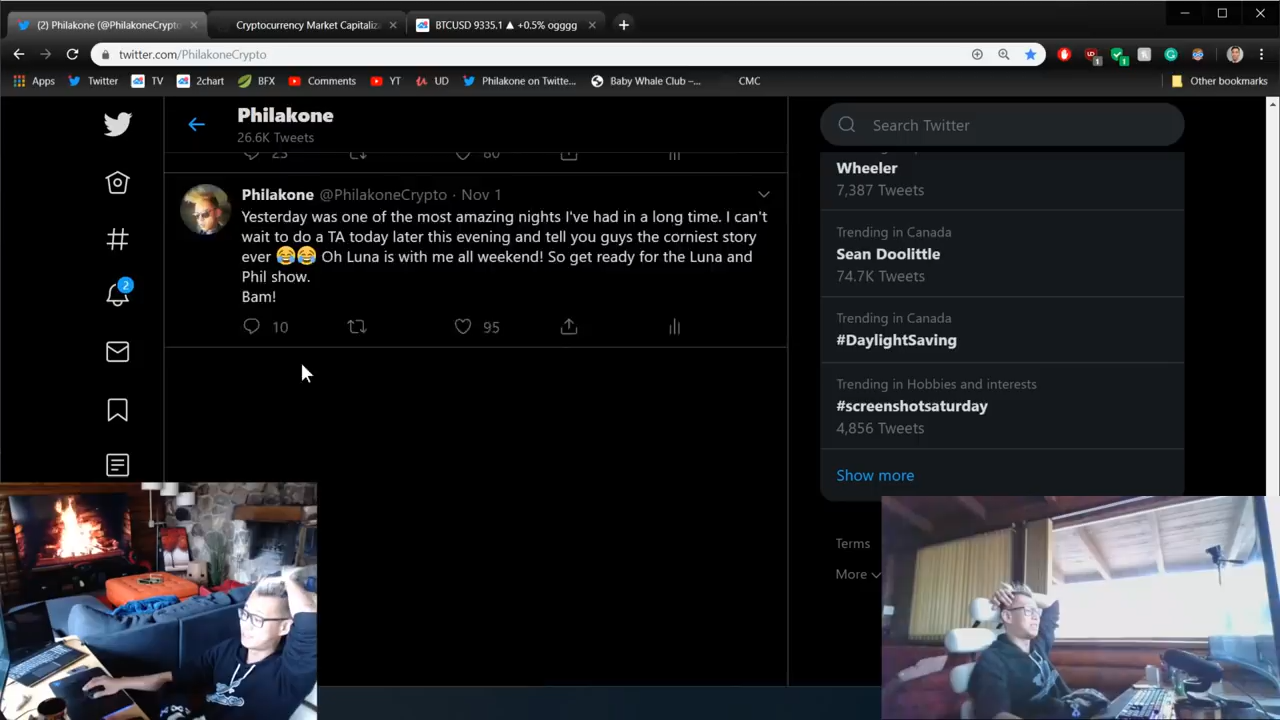 (2) Philakone (@PhilakoneCrypto
Cryptocurrency Market Capitaliza
BTCUSD 9335.1 ▲ +0.5% ogggg
twitter.com/PhilakoneCrypto
Apps
Twitter
TV
2chart
BFX
Comments
YT
UD
Philakone on Twitte...
Baby Whale Club –...
CMC
Other bookmarks
Philakone
26.6K Tweets
Search Twitter
23
80
Philakone @PhilakoneCrypto · Nov 1
Yesterday was one of the most amazing nights I've had in a long time. I can't
wait to do a TA today later this evening and tell you guys the corniest story
ever 😂😂 Oh Luna is with me all weekend! So get ready for the Luna and
Phil show.
Bam!
10
95
2
Wheeler
7,387 Tweets
Trending in Canada
Sean Doolittle
74.7K Tweets
Trending in Canada
#DaylightSaving
Trending in Hobbies and interests
#screenshotsaturday
4,856 Tweets
Show more
Terms
More